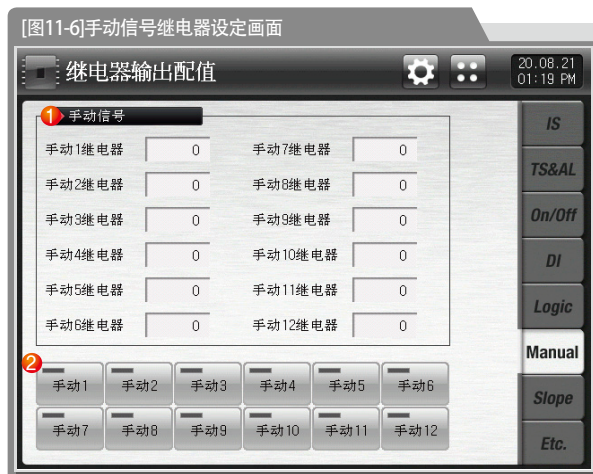 [图11-6]手动信号继电器设定画面
继电器输出配值
20.08.21
01:19 PM
1 手动信号
手动1继电器 0 手动7继电器 0
手动2继电器 0 手动8继电器 0
手动3继电器 0 手动9继电器 0
手动4继电器 0 手动10继电器 0
手动5继电器 0 手动11继电器 0
手动6继电器 0 手动12继电器 0
2
手动1 手动2 手动3 手动4 手动5 手动6
手动7 手动8 手动9 手动10 手动11 手动12
IS
TS&AL
On/Off
DI
Logic
Manual
Slope
Etc.